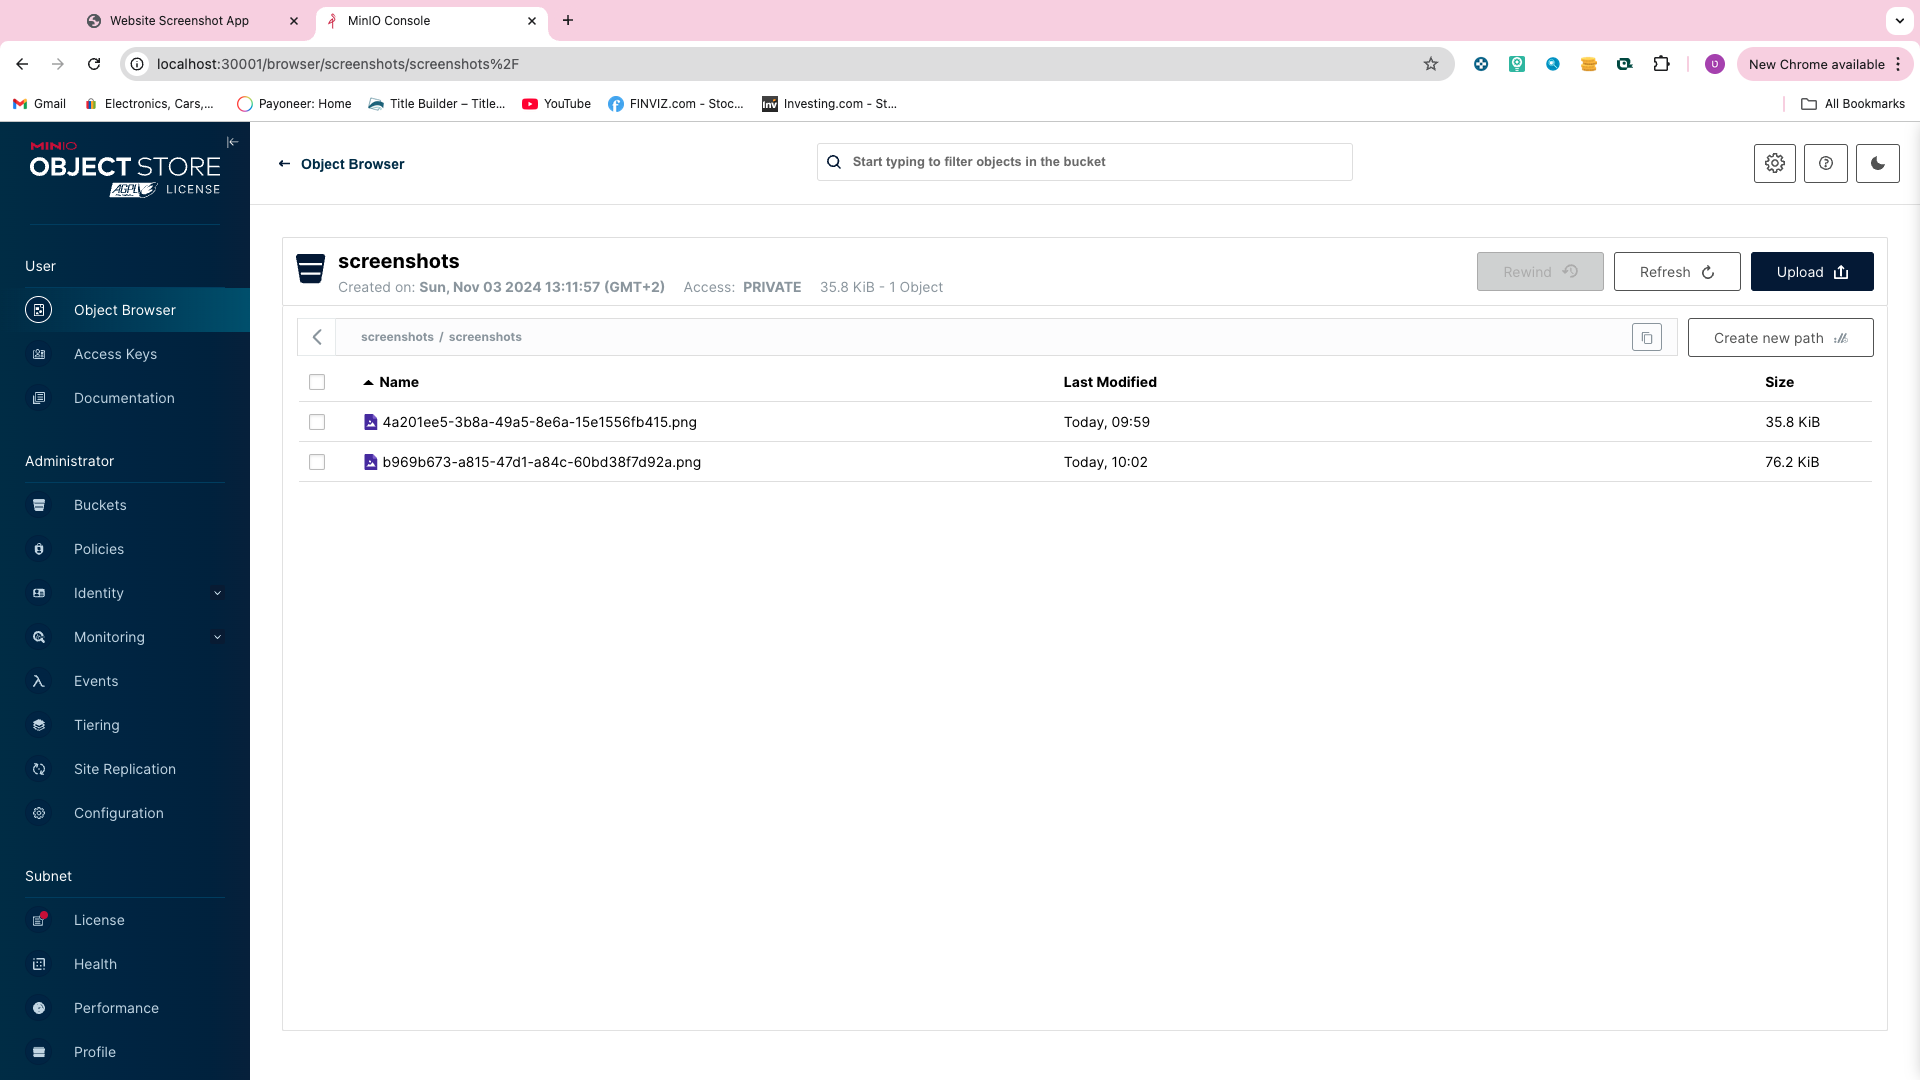 Website Screenshot App
MinIO Console
localhost:30001/browser/screenshots/screenshots%2F
New Chrome available
Gmail
Electronics, Cars,...
Payoneer: Home
Title Builder – Title...
YouTube
FINVIZ.com - Stoc...
Inv
Investing.com - St...
All Bookmarks
MINIO
OBJECT STORE
AGPL v3 LICENSE
User
Object Browser
Access Keys
Documentation
Administrator
Buckets
Policies
Identity
Monitoring
Events
Tiering
Site Replication
Configuration
Subnet
License
Health
Performance
Profile
Object Browser
Start typing to filter objects in the bucket
screenshots
Created on: Sun, Nov 03 2024 13:11:57 (GMT+2) Access: PRIVATE 35.8 KiB - 1 Object
Rewind
Refresh
Upload
screenshots / screenshots
Create new path
Name Last Modified Size
4a201ee5-3b8a-49a5-8e6a-15e1556fb415.png Today, 09:59 35.8 KiB
b969b673-a815-47d1-a84c-60bd38f7d92a.png Today, 10:02 76.2 KiB